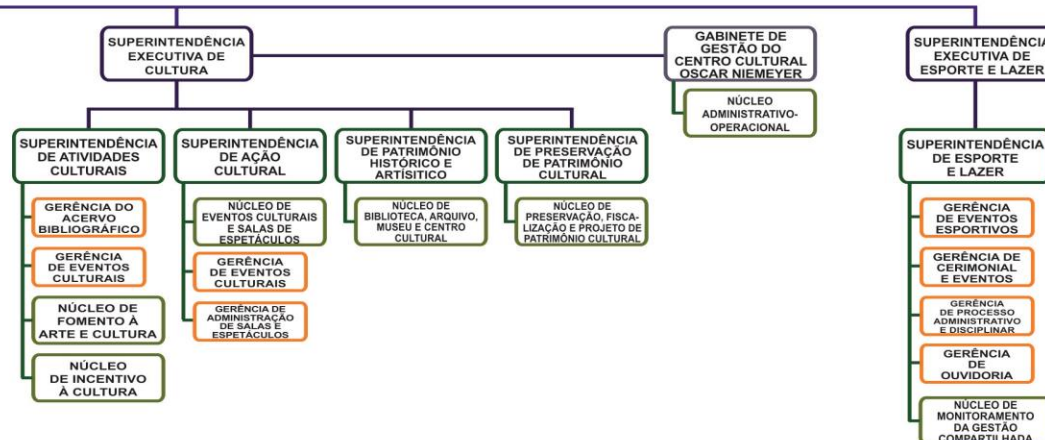 SUPERINTENDÊNCIA
EXECUTIVA DE
CULTURA
GABINETE DE
GESTÃO DO
CENTRO CULTURAL
OSCAR NIEMEYER
NÚCLEO
ADMINISTRATIVO-
OPERACIONAL
SUPERINTENDÊNCIA
EXECUTIVA DE
ESPORTE E LAZER
SUPERINTENDÊNCIA
DE ATIVIDADES
CULTURAIS
GERÊNCIA DO
ACERVO
BIBLIOGRÁFICO
GERÊNCIA
DE EVENTOS
CULTURAIS
NÚCLEO DE
FOMENTO À
ARTE E CULTURA
NÚCLEO
DE INCENTIVO
À CULTURA
SUPERINTENDÊNCIA
DE AÇÃO
CULTURAL
NÚCLEO DE
EVENTOS CULTURAIS
E SALAS DE
ESPETÁCULOS
GERÊNCIA
DE EVENTOS
CULTURAIS
GERÊNCIA DE
ADMINISTRAÇÃO
DE SALAS E
ESPETÁCULOS
SUPERINTENDÊNCIA
DE PATRIMÔNIO
HISTÓRICO E
ARTÍSITICO
NÚCLEO DE
BIBLIOTECA, ARQUIVO,
MUSEU E CENTRO
CULTURAL
SUPERINTENDÊNCIA
DE PRESERVAÇÃO
DE PATRIMÔNIO
CULTURAL
NÚCLEO DE
PRESERVAÇÃO, FISCA-
LIZAÇÃO E PROJETO DE
PATRIMÔNIO CULTURAL
SUPERINTENDÊNCIA
DE ESPORTE
E LAZER
GERÊNCIA
DE EVENTOS
ESPORTIVOS
GERÊNCIA DE
CERIMONIAL
E EVENTOS
GERÊNCIA
DE PROCESSO
ADMINISTRATIVO
E DISCIPLINAR
GERÊNCIA
DE
OUVIDORIA
NÚCLEO DE
MONITORAMENTO
DA GESTÃO
COMPARTILHADA